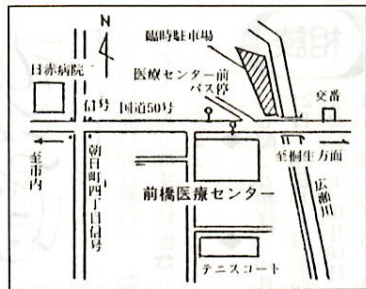 N
臨時駐車場
日赤病院
医療センター前
バス停
交番
信号
国道50号
至市内
至桐生方面
朝日町四丁目信号
前橋医療センター
広瀬川
テニスコート